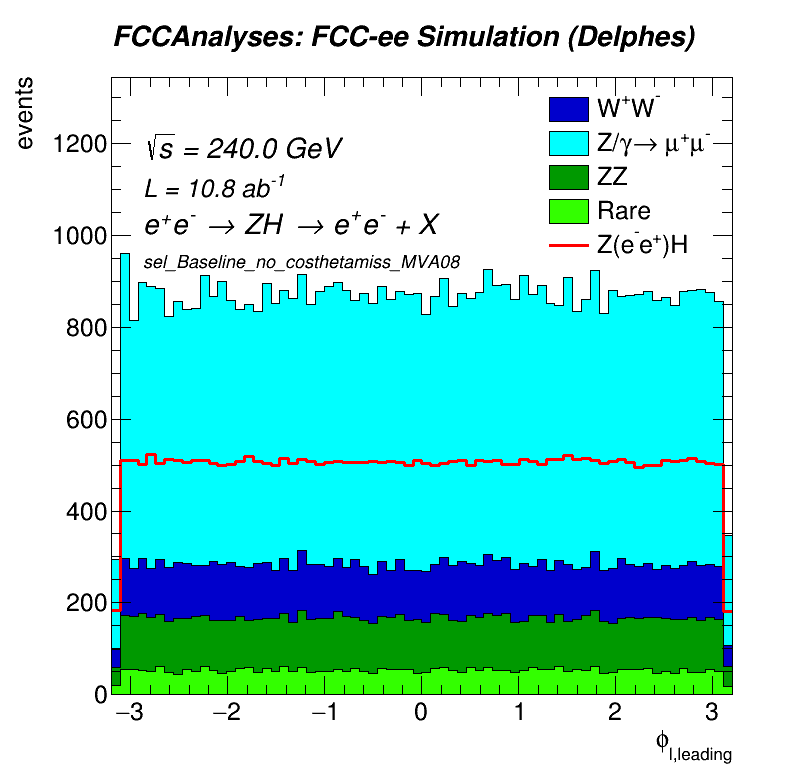 FCCAnalyses: FCC-ee Simulation (Delphes)
events
√s = 240.0 GeV
L = 10.8 ab⁻¹
e⁺e⁻ → ZH → e⁺e⁻ + X
sel_Baseline_no_costhetamiss_MVA08
W⁺W⁻
Z/γ→ μ⁺μ⁻
ZZ
Rare
Z(e⁻e⁺)H
1200
1000
800
600
400
200
0
−3 −2 −1 0 1 2 3
ϕl,leading